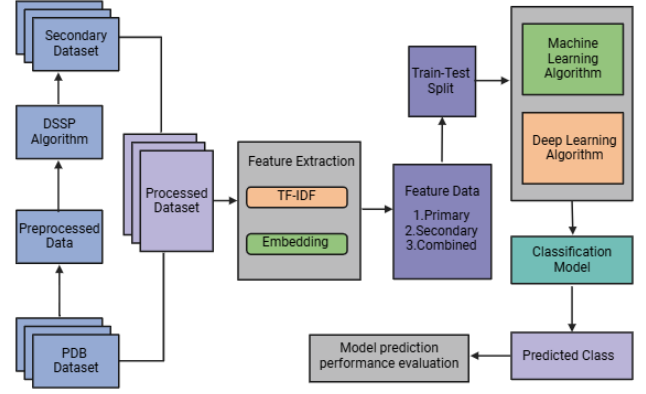 Secondary
Dataset
DSSP
Algorithm
Preprocessed
Data
PDB
Dataset
Processed
Dataset
Feature Extraction
TF-IDF
Embedding
Feature Data
1.Primary
2.Secondary
3.Combined
Train-Test
Split
Machine
Learning
Algorithm
Deep Learning
Algorithm
Classification
Model
Predicted Class
Model prediction
performance evaluation